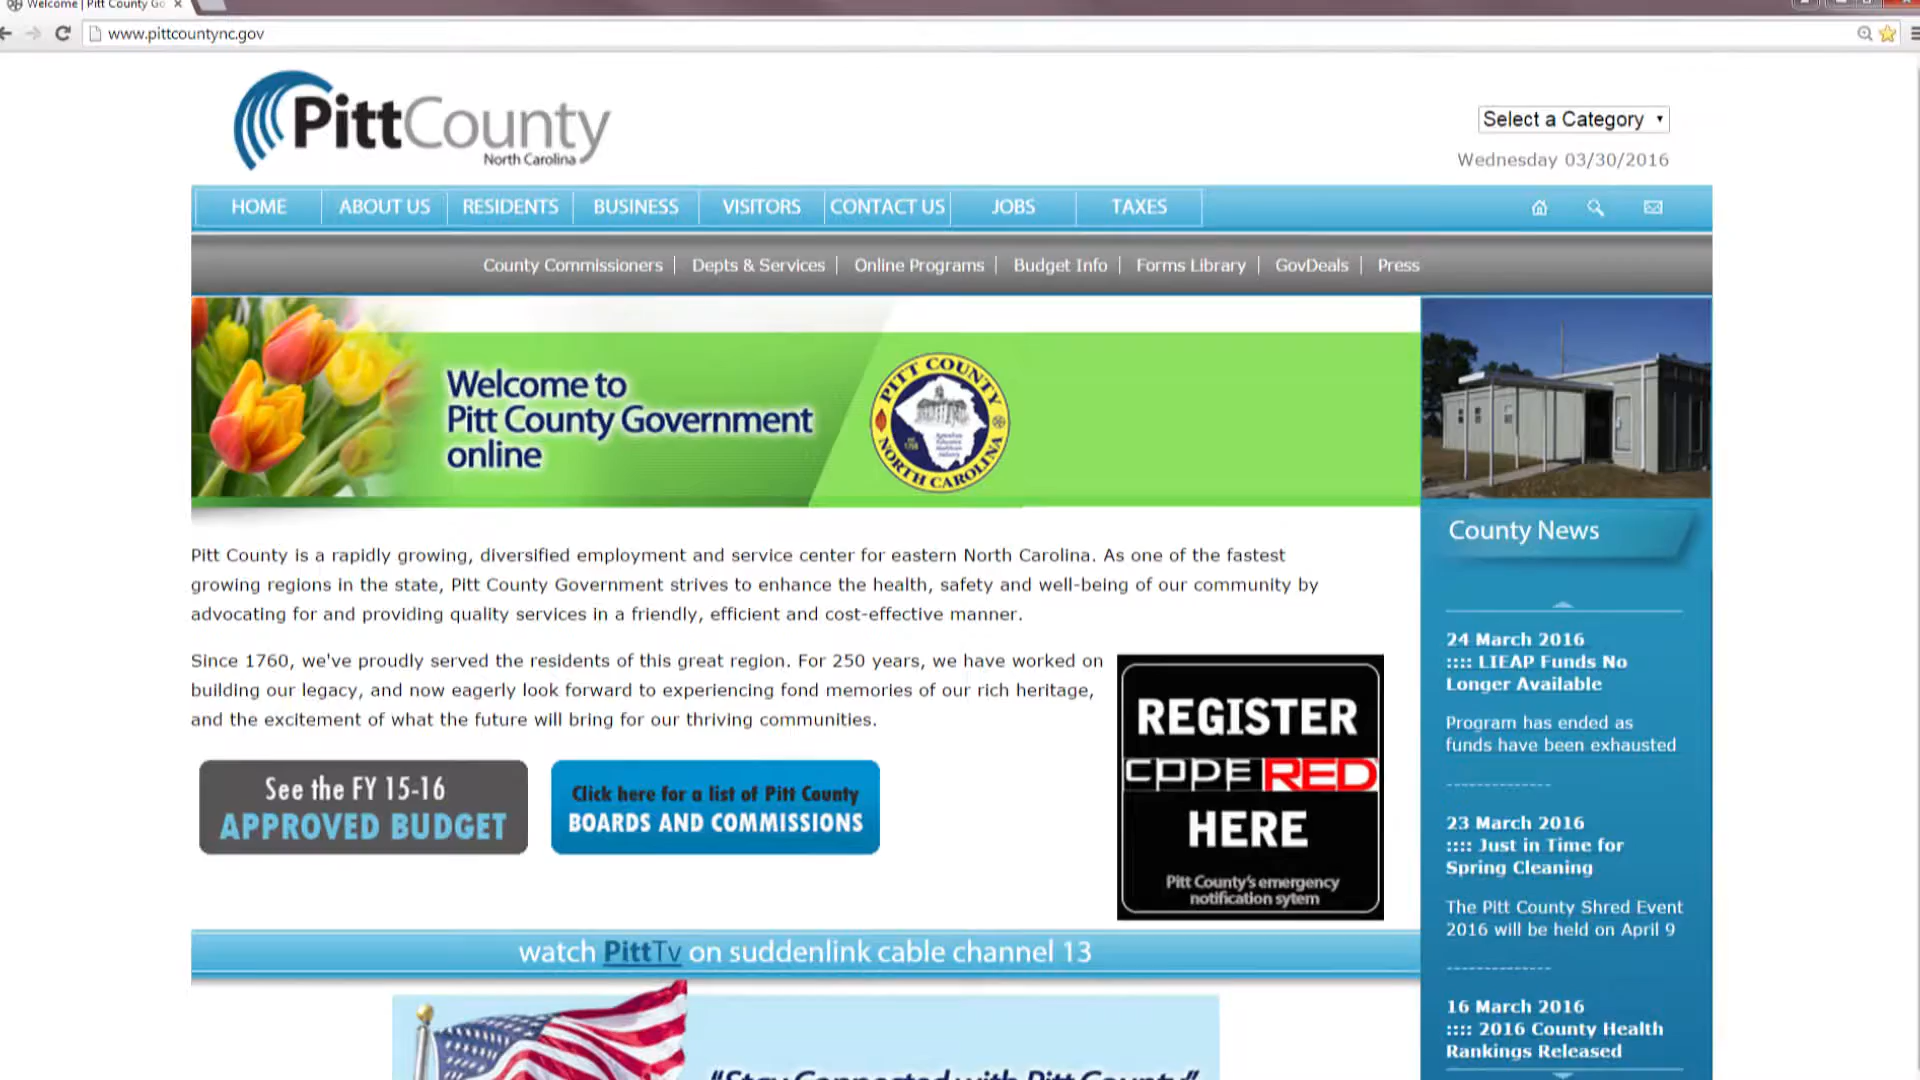 Welcome | Pitt County Go
www.pittcountync.gov
PittCounty
North Carolina
Select a Category
Wednesday 03/30/2016
HOME ABOUT US RESIDENTS BUSINESS VISITORS CONTACT US JOBS TAXES
County Commissioners | Depts & Services | Online Programs | Budget Info | Forms Library | GovDeals | Press
Welcome to
Pitt County Government
online
PITT COUNTY
NORTH CAROLINA
Pitt County is a rapidly growing, diversified employment and service center for eastern North Carolina. As one of the fastest
growing regions in the state, Pitt County Government strives to enhance the health, safety and well-being of our community by
advocating for and providing quality services in a friendly, efficient and cost-effective manner.
Since 1760, we've proudly served the residents of this great region. For 250 years, we have worked on
building our legacy, and now eagerly look forward to experiencing fond memories of our rich heritage,
and the excitement of what the future will bring for our thriving communities.
See the FY 15-16
APPROVED BUDGET
Click here for a list of Pitt County
BOARDS AND COMMISSIONS
REGISTER
CODE RED
HERE
Pitt County's emergency
notification sytem
watch PittTv on suddenlink cable channel 13
"Stay Connected with Pitt County"
County News
24 March 2016
:::: LIEAP Funds No
Longer Available
Program has ended as
funds have been exhausted
--------------
23 March 2016
:::: Just in Time for
Spring Cleaning
The Pitt County Shred Event
2016 will be held on April 9
--------------
16 March 2016
:::: 2016 County Health
Rankings Released